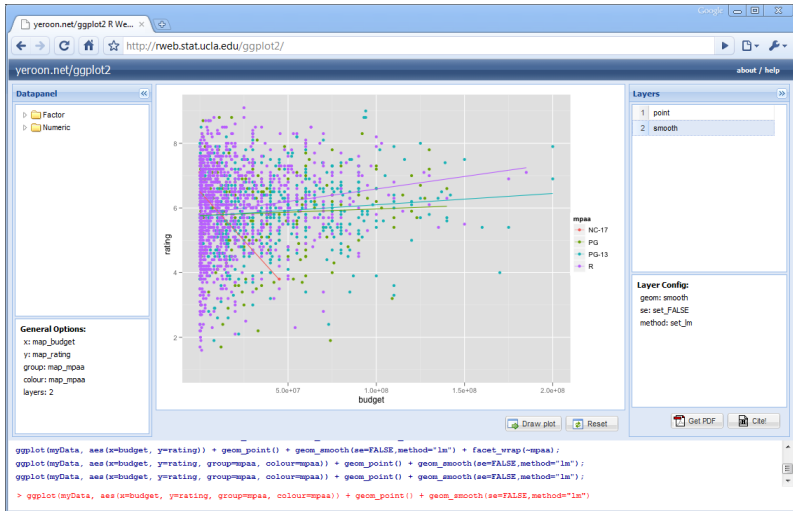 Google
yeroon.net/ggplot2 R We...
http://rweb.stat.ucla.edu/ggplot2/
yeroon.net/ggplot2
about / help
Datapanel
Factor
Numeric
General Options:
x: map_budget
y: map_rating
group: map_mpaa
colour: map_mpaa
layers: 2
rating
8
6
4
2
5.0e+07
1.0e+08
1.5e+08
2.0e+08
budget
mpaa
NC-17
PG
PG-13
R
Draw plot
Reset
Layers
1 point
2 smooth
Layer Config:
geom: smooth
se: set_FALSE
method: set_lm
Get PDF
Cite!
ggplot(myData, aes(x=budget, y=rating)) + geom_point() + geom_smooth(se=FALSE,method="lm") + facet_wrap(~mpaa);
ggplot(myData, aes(x=budget, y=rating, group=mpaa, colour=mpaa)) + geom_point() + geom_smooth(se=FALSE,method="lm");
ggplot(myData, aes(x=budget, y=rating, group=mpaa, colour=mpaa)) + geom_point() + geom_smooth(se=FALSE,method="lm");
> ggplot(myData, aes(x=budget, y=rating, group=mpaa, colour=mpaa)) + geom_point() + geom_smooth(se=FALSE,method="lm")